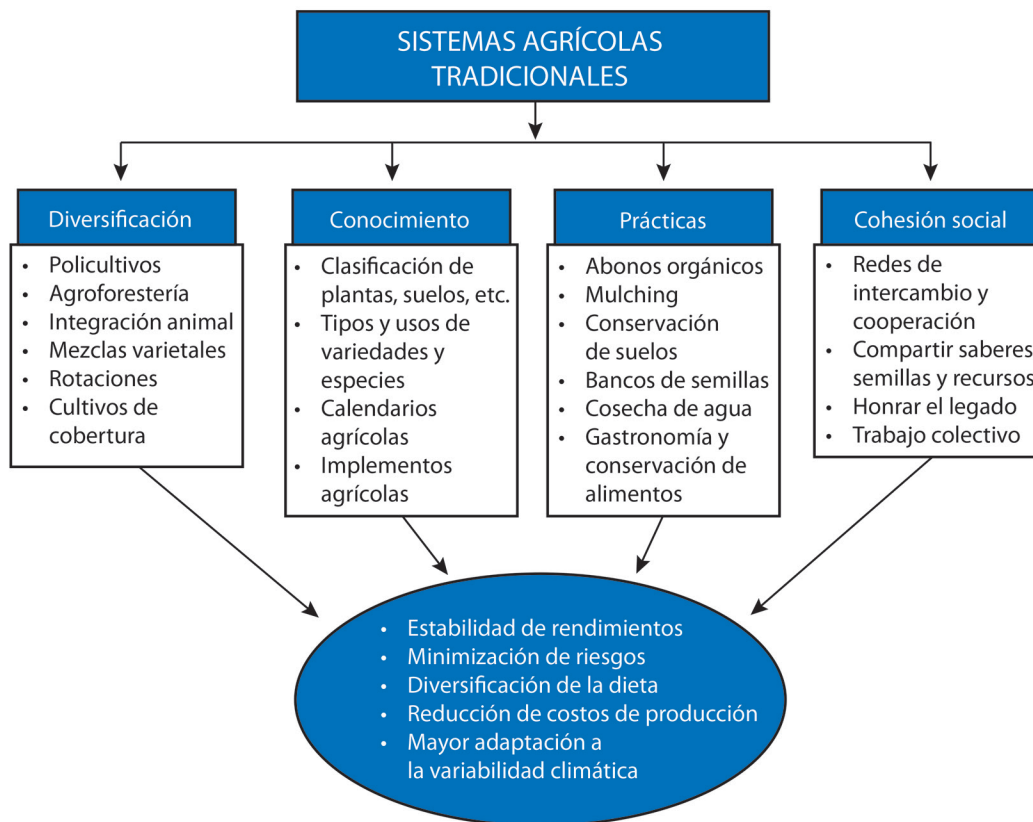 SISTEMAS AGRÍCOLAS
TRADICIONALES
Diversificación
• Policultivos
• Agroforestería
• Integración animal
• Mezclas varietales
• Rotaciones
• Cultivos de
cobertura
Conocimiento
• Clasificación de
plantas, suelos, etc.
• Tipos y usos de
variedades y
especies
• Calendarios
agrícolas
• Implementos
agrícolas
Prácticas
• Abonos orgánicos
• Mulching
• Conservación
de suelos
• Bancos de semillas
• Cosecha de agua
• Gastronomía y
conservación de
alimentos
Cohesión social
• Redes de
intercambio y
cooperación
• Compartir saberes,
semillas y recursos
• Honrar el legado
• Trabajo colectivo
• Estabilidad de rendimientos
• Minimización de riesgos
• Diversificación de la dieta
• Reducción de costos de producción
• Mayor adaptación a
la variabilidad climática